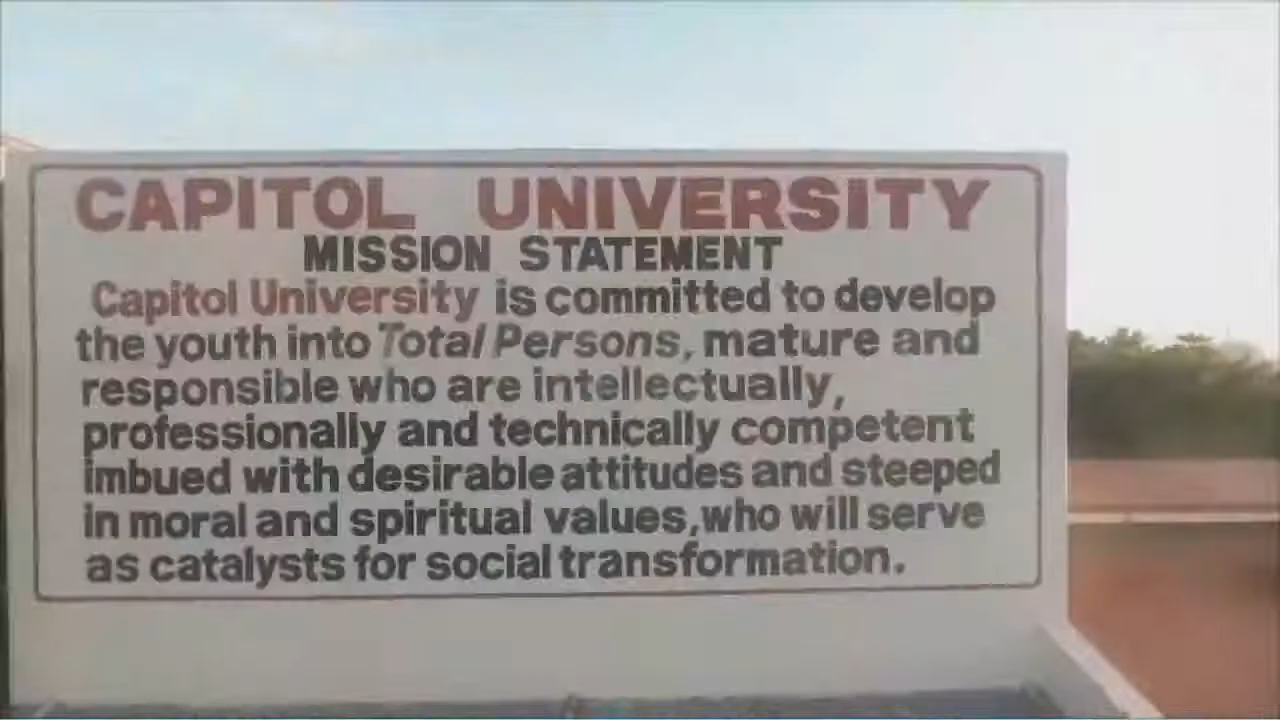 CAPITOL UNIVERSITY
MISSION STATEMENT
Capitol University is committed to develop
the youth into Total Persons, mature and
responsible who are intellectually,
professionally and technically competent
imbued with desirable attitudes and steeped
in moral and spiritual values,who will serve
as catalysts for social transformation.